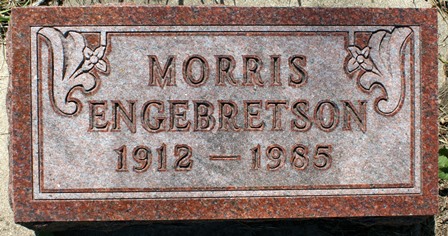 MORRIS
ENGEBRETSON
1912 — 1985